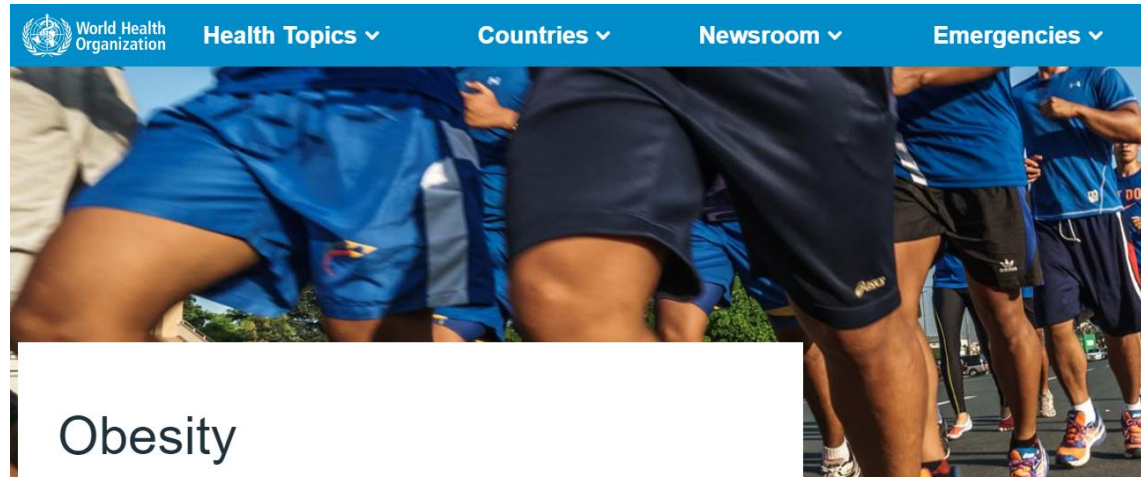 World Health
Organization
Health Topics
Countries
Newsroom
Emergencies
Obesity